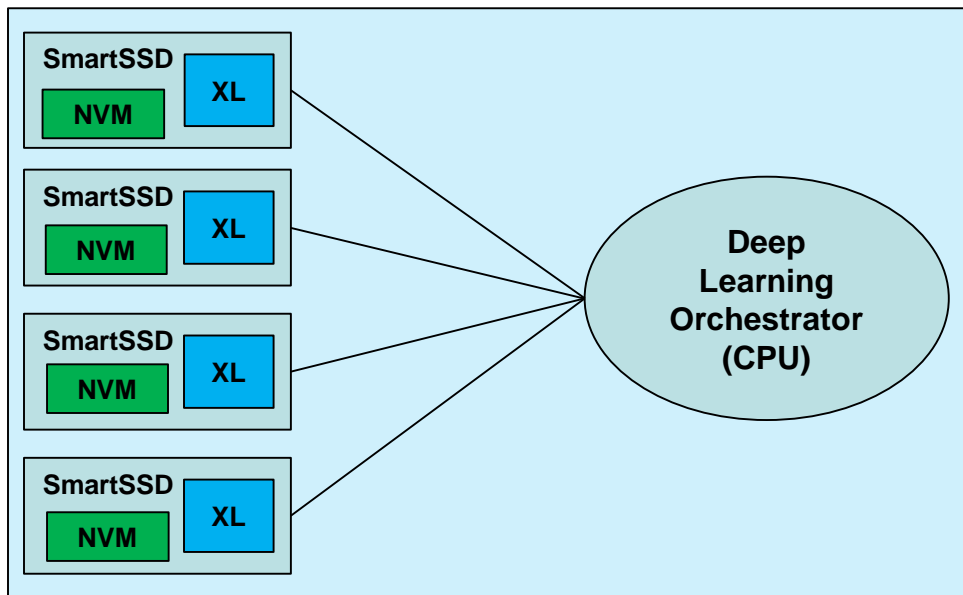 SmartSSD
XL
NVM
SmartSSD
XL
NVM
SmartSSD
XL
NVM
SmartSSD
XL
NVM
Deep
Learning
Orchestrator
(CPU)